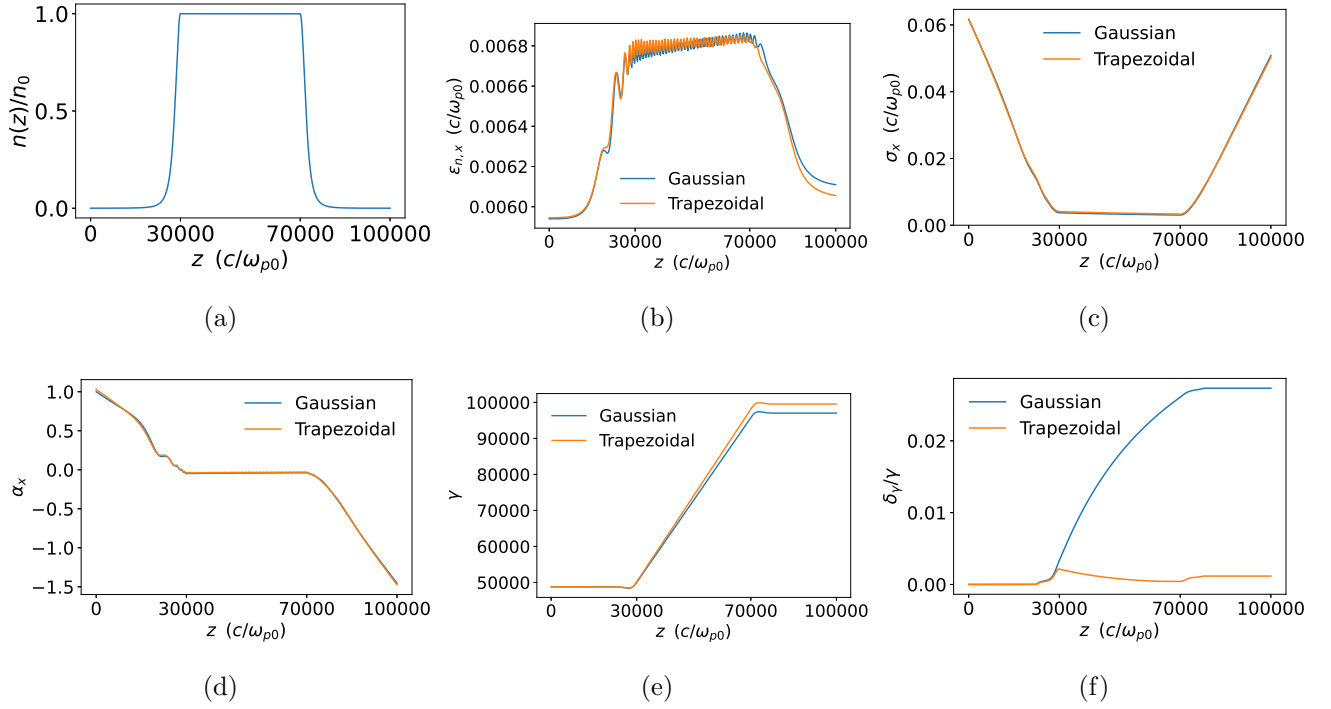 n(z)/n₀
1.0
0.5
0.0
0 30000 70000 100000
z (c/ωₚ₀)
(a)
εₙ,ₓ (c/ωₚ₀)
0.0068
0.0066
0.0064
0.0062
0.0060
Gaussian
Trapezoidal
0 30000 70000 100000
z (c/ωₚ₀)
(b)
σₓ (c/ωₚ₀)
0.06
0.04
0.02
0.00
Gaussian
Trapezoidal
0 30000 70000 100000
z (c/ωₚ₀)
(c)
αₓ
1.0
0.5
0.0
−0.5
−1.0
−1.5
Gaussian
Trapezoidal
0 30000 70000 100000
z (c/ωₚ₀)
(d)
γ
100000
90000
80000
70000
60000
50000
Gaussian
Trapezoidal
0 30000 70000 100000
z (c/ωₚ₀)
(e)
δᵧ/γ
0.02
0.01
0.00
Gaussian
Trapezoidal
0 30000 70000 100000
z (c/ωₚ₀)
(f)